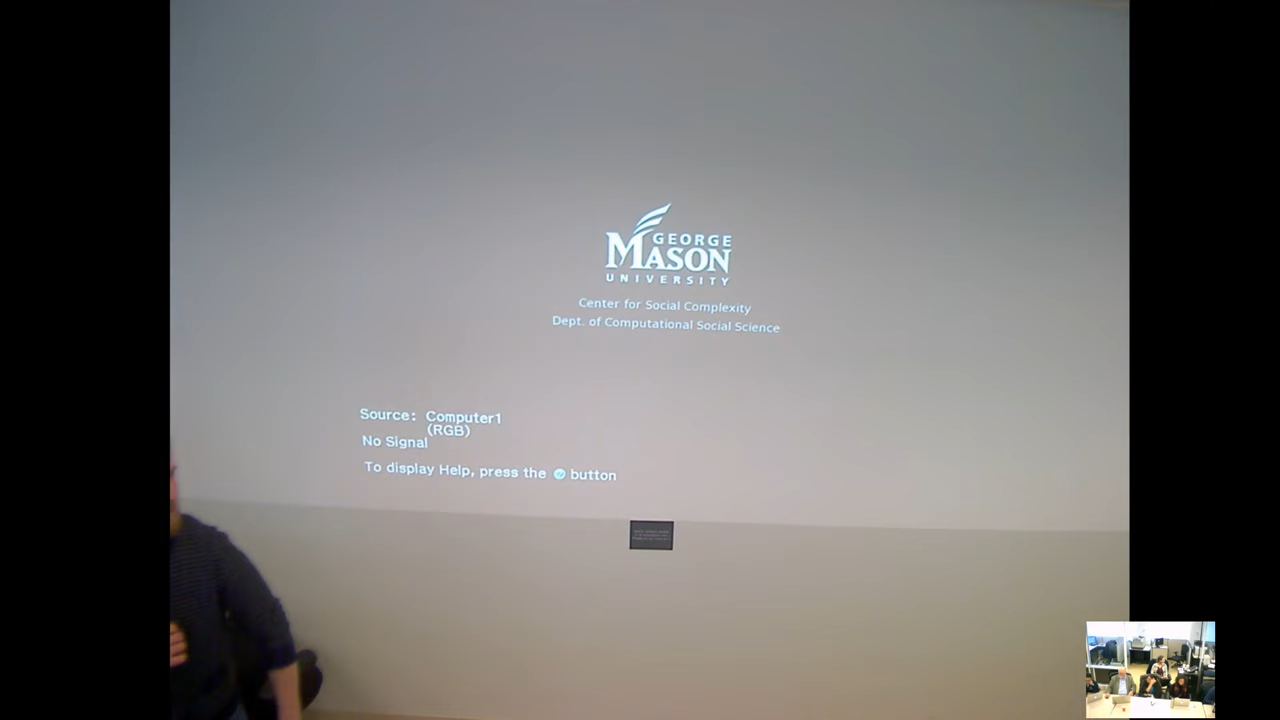 GEORGE
MASON
UNIVERSITY
Center for Social Complexity
Dept. of Computational Social Science
Source: Computer1
(RGB)
No Signal
To display Help, press the button